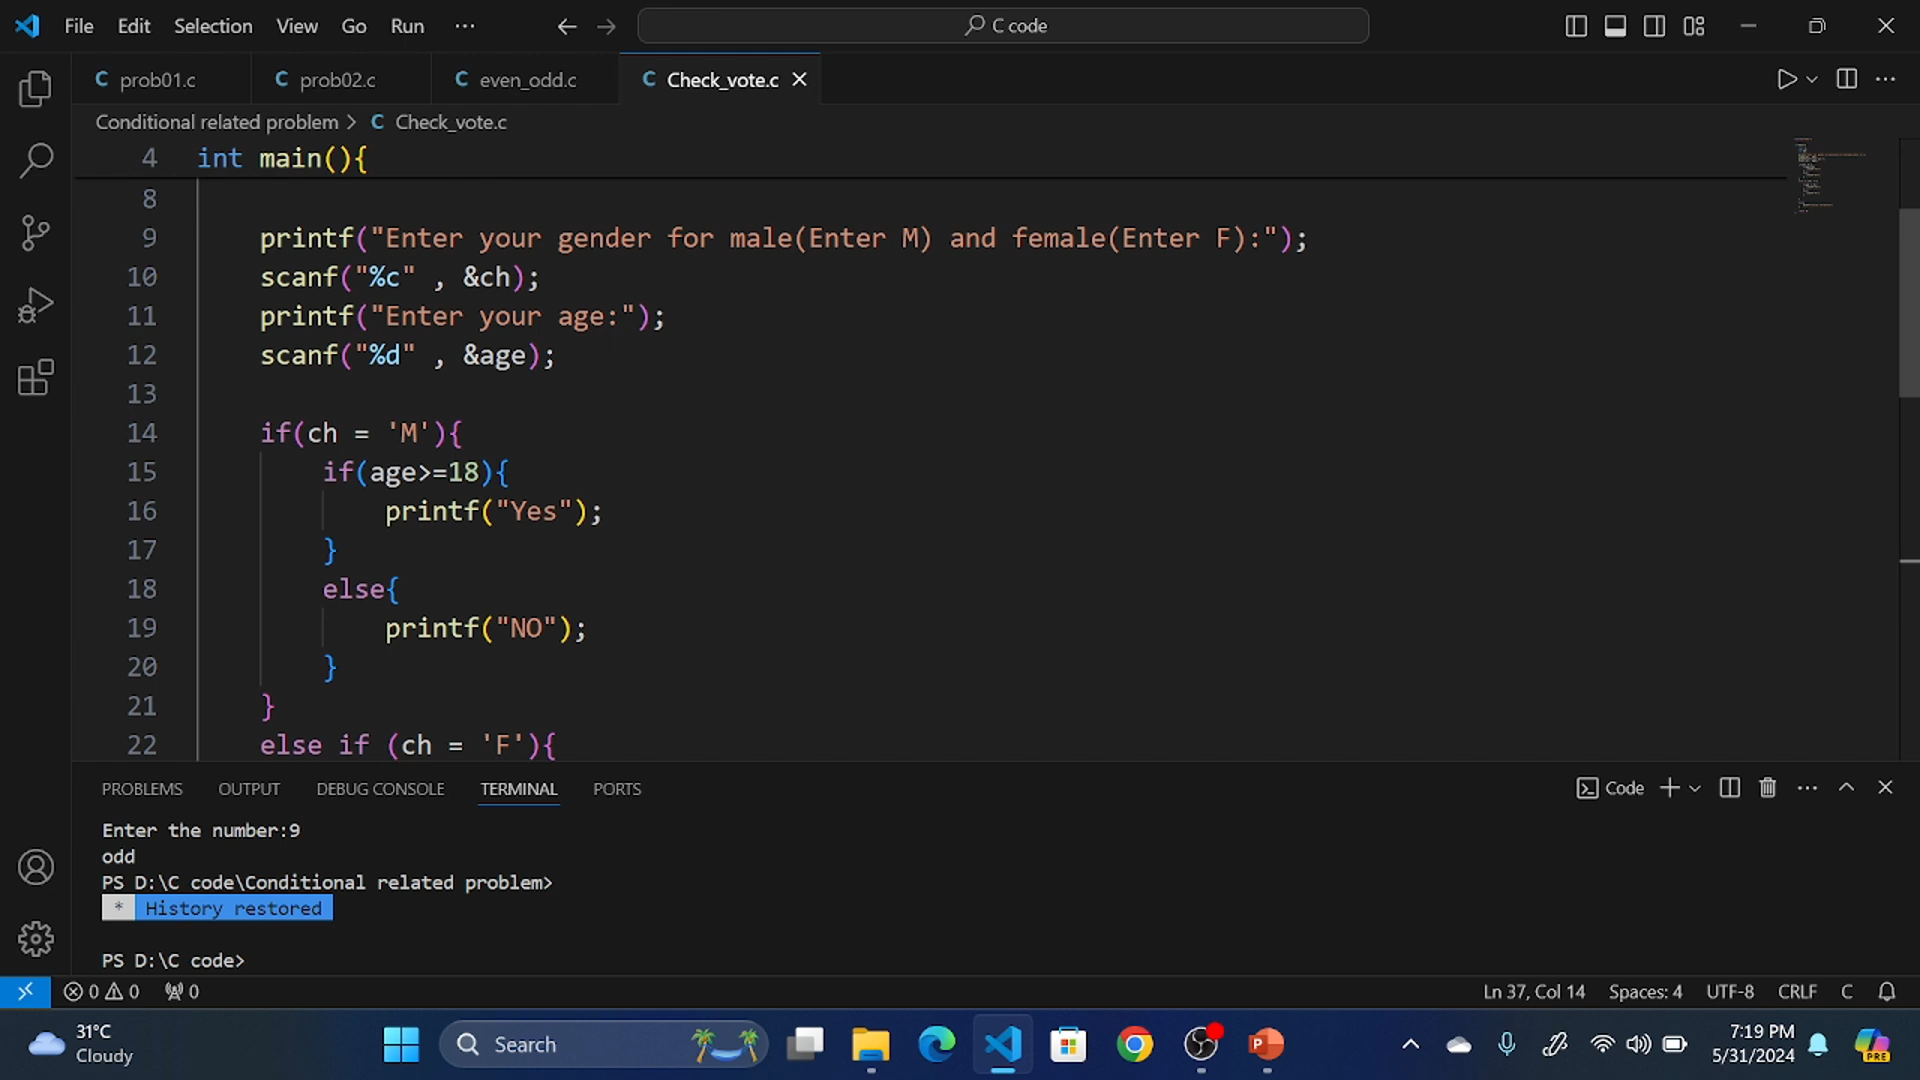 File Edit Selection View Go Run ··· C code
prob01.c prob02.c even_odd.c Check_vote.c
Conditional related problem > C Check_vote.c
4 int main(){
8
9 printf("Enter your gender for male(Enter M) and female(Enter F):");
10 scanf("%c" , &ch);
11 printf("Enter your age:");
12 scanf("%d" , &age);
13
14 if(ch = 'M'){
15 if(age>=18){
16 printf("Yes");
17 }
18 else{
19 printf("NO");
20 }
21 }
22 else if (ch = 'F'){
PROBLEMS OUTPUT DEBUG CONSOLE TERMINAL PORTS Code
Enter the number:9
odd
PS D:\C code\Conditional related problem>
* History restored
PS D:\C code>
0 0 0 Ln 37, Col 14 Spaces: 4 UTF-8 CRLF C
31°C
Cloudy
Search
7:19 PM
5/31/2024
PRE